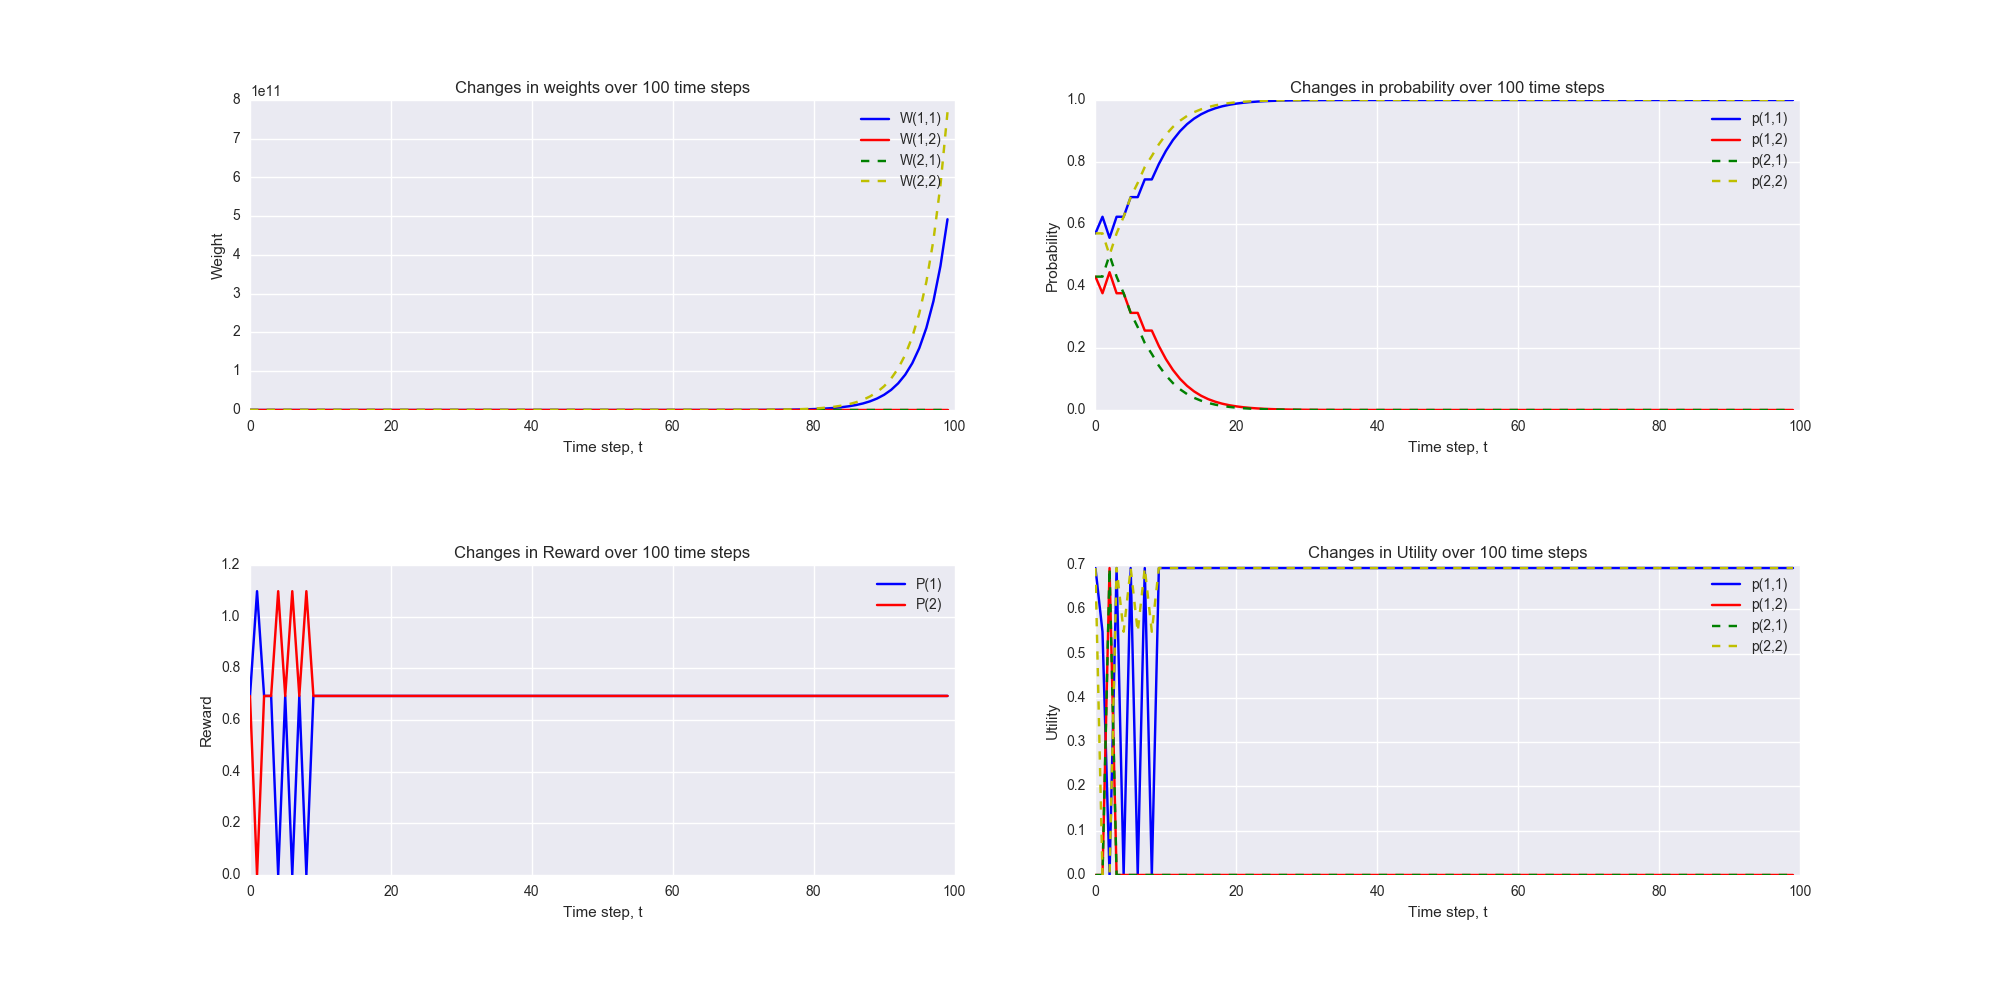 Changes in weights over 100 time steps
1e11
8
7
6
5
4
3
2
1
0
Weight
W(1,1)
W(1,2)
W(2,1)
W(2,2)
0 20 40 60 80 100
Time step, t
Changes in probability over 100 time steps
1.0
0.8
0.6
0.4
0.2
0.0
Probability
p(1,1)
p(1,2)
p(2,1)
p(2,2)
0 20 40 60 80 100
Time step, t
Changes in Reward over 100 time steps
1.2
1.0
0.8
0.6
0.4
0.2
0.0
Reward
P(1)
P(2)
0 20 40 60 80 100
Time step, t
Changes in Utility over 100 time steps
0.7
0.6
0.5
0.4
0.3
0.2
0.1
0.0
Utility
p(1,1)
p(1,2)
p(2,1)
p(2,2)
0 20 40 60 80 100
Time step, t